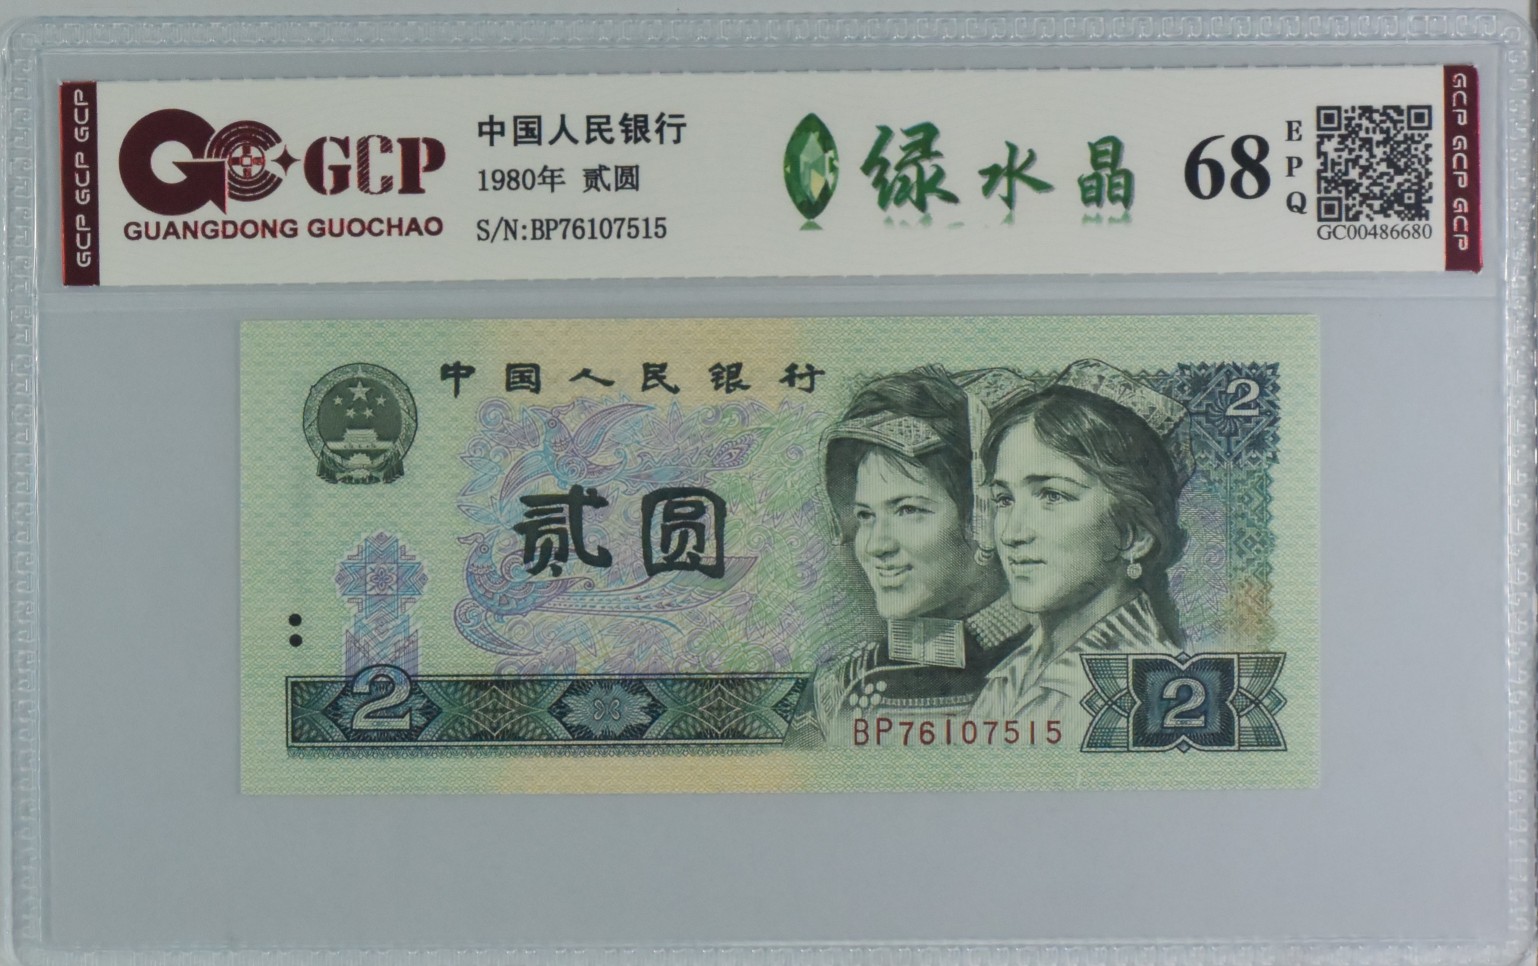 GCP GCP GCP
GCP
GUANGDONG GUOCHAO
中国人民银行
1980年 贰圆
S/N:BP76107515
绿水晶
68
EPQ
GC00486680
GCP GCP GCP
中国人民银行
2
贰圆
2
BP76107515
2